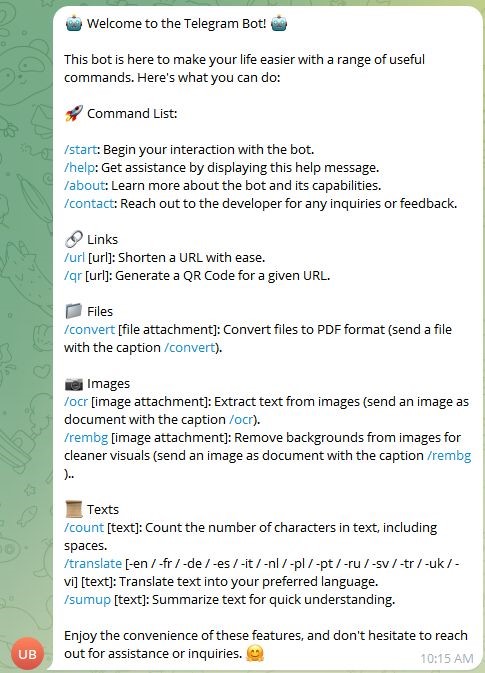 🤖 Welcome to the Telegram Bot! 🤖
This bot is here to make your life easier with a range of useful
commands. Here's what you can do:
🚀 Command List:
/start: Begin your interaction with the bot.
/help: Get assistance by displaying this help message.
/about: Learn more about the bot and its capabilities.
/contact: Reach out to the developer for any inquiries or feedback.
🔗 Links
/url [url]: Shorten a URL with ease.
/qr [url]: Generate a QR Code for a given URL.
📁 Files
/convert [file attachment]: Convert files to PDF format (send a file
with the caption /convert).
📷 Images
/ocr [image attachment]: Extract text from images (send an image as
document with the caption /ocr).
/rembg [image attachment]: Remove backgrounds from images for
cleaner visuals (send an image as document with the caption /rembg
)..
📜 Texts
/count [text]: Count the number of characters in text, including
spaces.
/translate [-en / -fr / -de / -es / -it / -nl / -pl / -pt / -ru / -sv / -tr / -uk / -
vi] [text]: Translate text into your preferred language.
/sumup [text]: Summarize text for quick understanding.
Enjoy the convenience of these features, and don't hesitate to reach
out for assistance or inquiries. 🤗
UB
10:15 AM